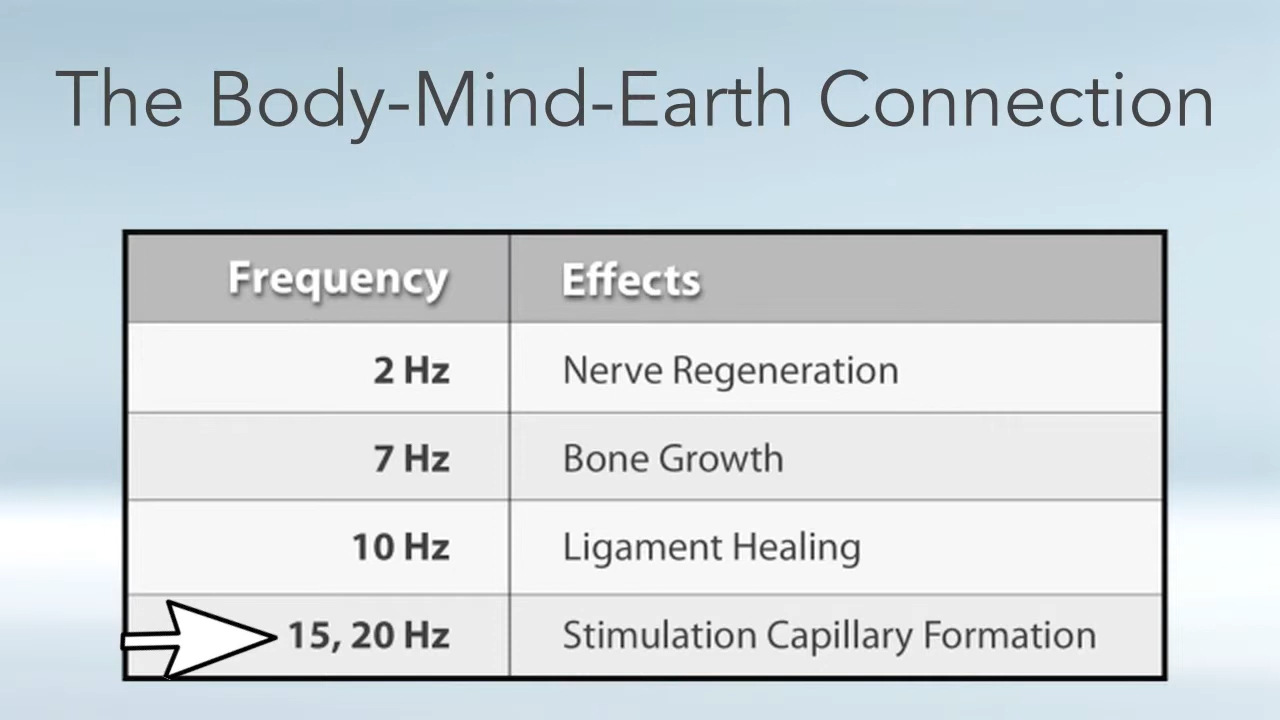 The Body-Mind-Earth Connection
Frequency Effects
2 Hz Nerve Regeneration
7 Hz Bone Growth
10 Hz Ligament Healing
15, 20 Hz Stimulation Capillary Formation